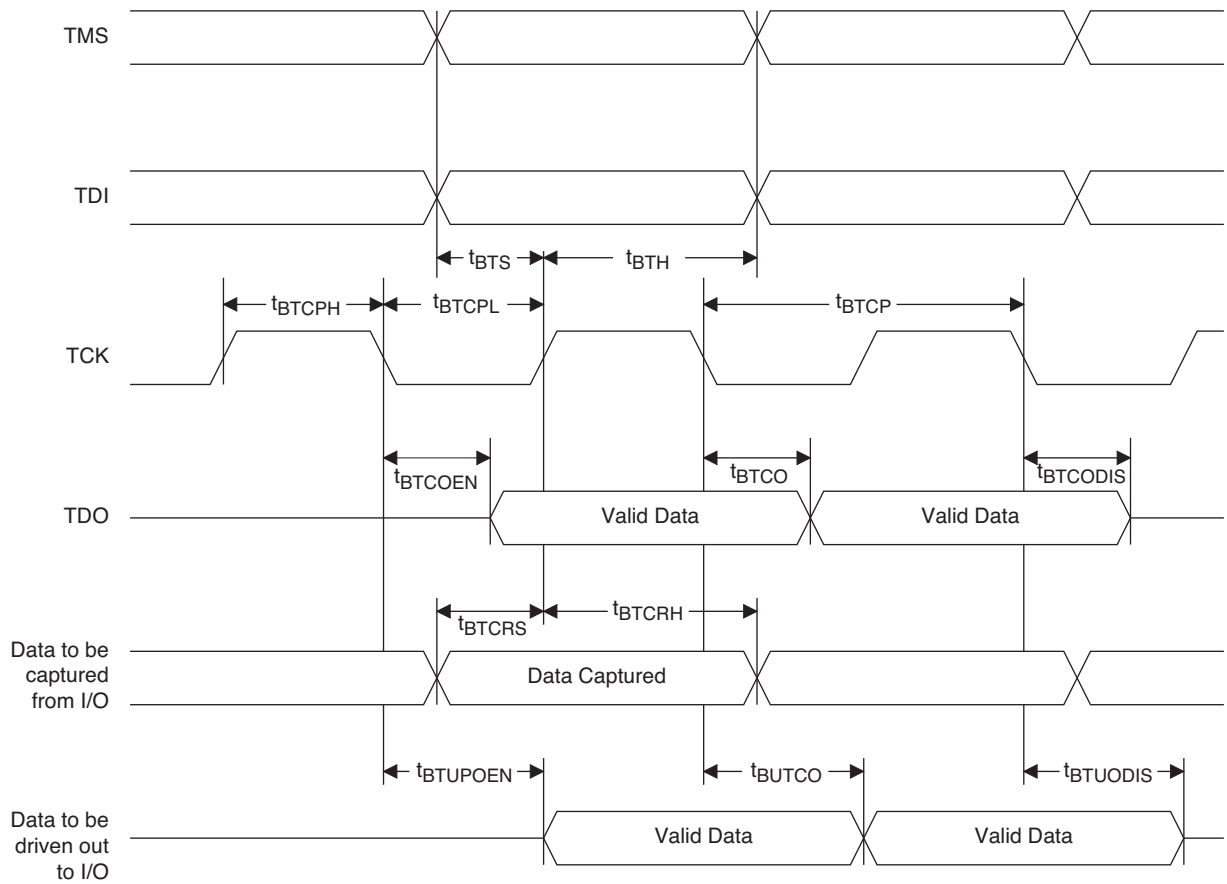 TMS
TDI
tBTS
tBTH
tBTCPH
tBTCPL
tBTCP
TCK
tBTCOEN
tBTCO
tBTCODIS
TDO
Valid Data
Valid Data
tBTCRS
tBTCRH
Data to be
captured
from I/O
Data Captured
tBTUPOEN
tBUTCO
tBTUODIS
Data to be
driven out
to I/O
Valid Data
Valid Data